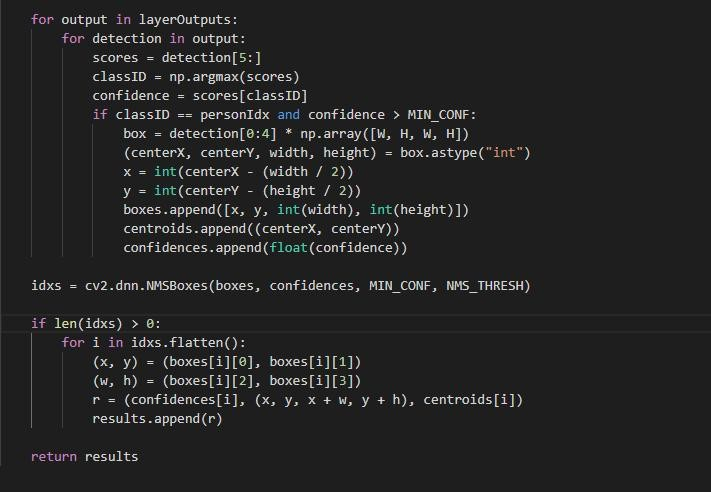 for output in layerOutputs:
    for detection in output:
        scores = detection[5:]
        classID = np.argmax(scores)
        confidence = scores[classID]
        if classID == personIdx and confidence > MIN_CONF:
            box = detection[0:4] * np.array([W, H, W, H])
            (centerX, centerY, width, height) = box.astype("int")
            x = int(centerX - (width / 2))
            y = int(centerY - (height / 2))
            boxes.append([x, y, int(width), int(height)])
            centroids.append((centerX, centerY))
            confidences.append(float(confidence))

idxs = cv2.dnn.NMSBoxes(boxes, confidences, MIN_CONF, NMS_THRESH)

if len(idxs) > 0:
    for i in idxs.flatten():
        (x, y) = (boxes[i][0], boxes[i][1])
        (w, h) = (boxes[i][2], boxes[i][3])
        r = (confidences[i], (x, y, x + w, y + h), centroids[i])
        results.append(r)

return results